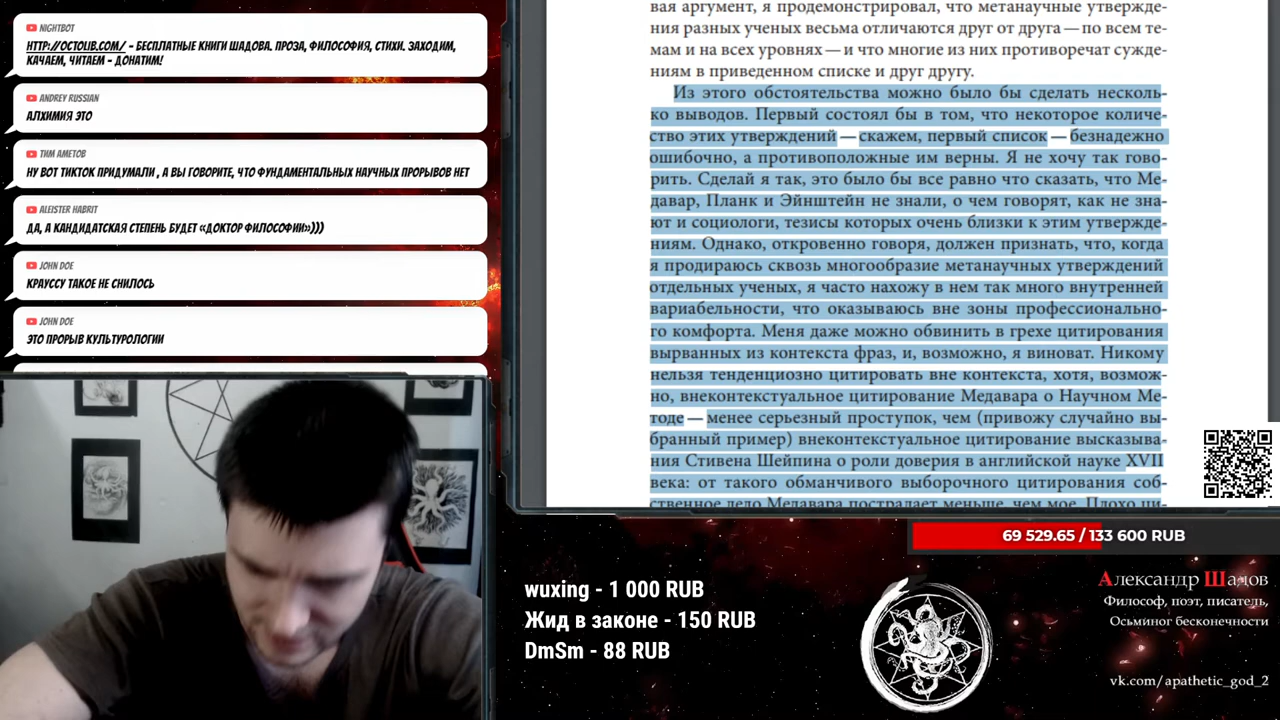 NIGHTBOT
HTTP://OCTOLIB.COM/ - БЕСПЛАТНЫЕ КНИГИ ШАДОВА. ПРОЗА, ФИЛОСОФИЯ, СТИХИ. ЗАХОДИМ,
КАЧАЕМ, ЧИТАЕМ - ДОНАТИМ!
ANDREY RUSSIAN
АЛХИМИЯ ЭТО
ТИМ АМЕТОВ
НУ ВОТ ТИКТОК ПРИДУМАЛИ , А ВЫ ГОВОРИТЕ, ЧТО ФУНДАМЕНТАЛЬНЫХ НАУЧНЫХ ПРОРЫВОВ НЕТ
ALEISTER HABRIT
ДА, А КАНДИДАТСКАЯ СТЕПЕНЬ БУДЕТ «ДОКТОР ФИЛОСОФИИ»)))
JOHN DOE
КРАУССУ ТАКОЕ НЕ СНИЛОСЬ
JOHN DOE
ЭТО ПРОРЫВ КУЛЬТУРОЛОГИИ
вая аргумент, я продемонстрировал, что метанаучные утвержде-
ния разных ученых весьма отличаются друг от друга — по всем те-
мам и на всех уровнях — и что многие из них противоречат сужде-
ниям в приведенном списке и друг другу.
Из этого обстоятельства можно было бы сделать несколь-
ко выводов. Первый состоял бы в том, что некоторое количе-
ство этих утверждений — скажем, первый список — безнадежно
ошибочно, а противоположные им верны. Я не хочу так гово-
рить. Сделай я так, это было бы все равно что сказать, что Ме-
давар, Планк и Эйнштейн не знали, о чем говорят, как не зна-
ют и социологи, тезисы которых очень близки к этим утвержде-
ниям. Однако, откровенно говоря, должен признать, что, когда
я продираюсь сквозь многообразие метанаучных утверждений
отдельных ученых, я часто нахожу в нем так много внутренней
вариабельности, что оказываюсь вне зоны профессионально-
го комфорта. Меня даже можно обвинить в грехе цитирования
вырванных из контекста фраз, и, возможно, я виноват. Никому
нельзя тенденциозно цитировать вне контекста, хотя, возмож-
но, внеконтекстуальное цитирование Медавара о Научном Ме-
тоде — менее серьезный проступок, чем (привожу случайно вы-
бранный пример) внеконтекстуальное цитирование высказыва-
ния Стивена Шейпина о роли доверия в английской науке XVII
века: от такого обманчивого выборочного цитирования соб-
ственное дело Медавара пострадает меньше, чем мое. Плохо ци-
69 529.65 / 133 600 RUB
wuxing - 1 000 RUB
Жид в законе - 150 RUB
DmSm - 88 RUB
Александр Шадов
Философ, поэт, писатель,
Осьминог бесконечности
vk.com/apathetic_god_2